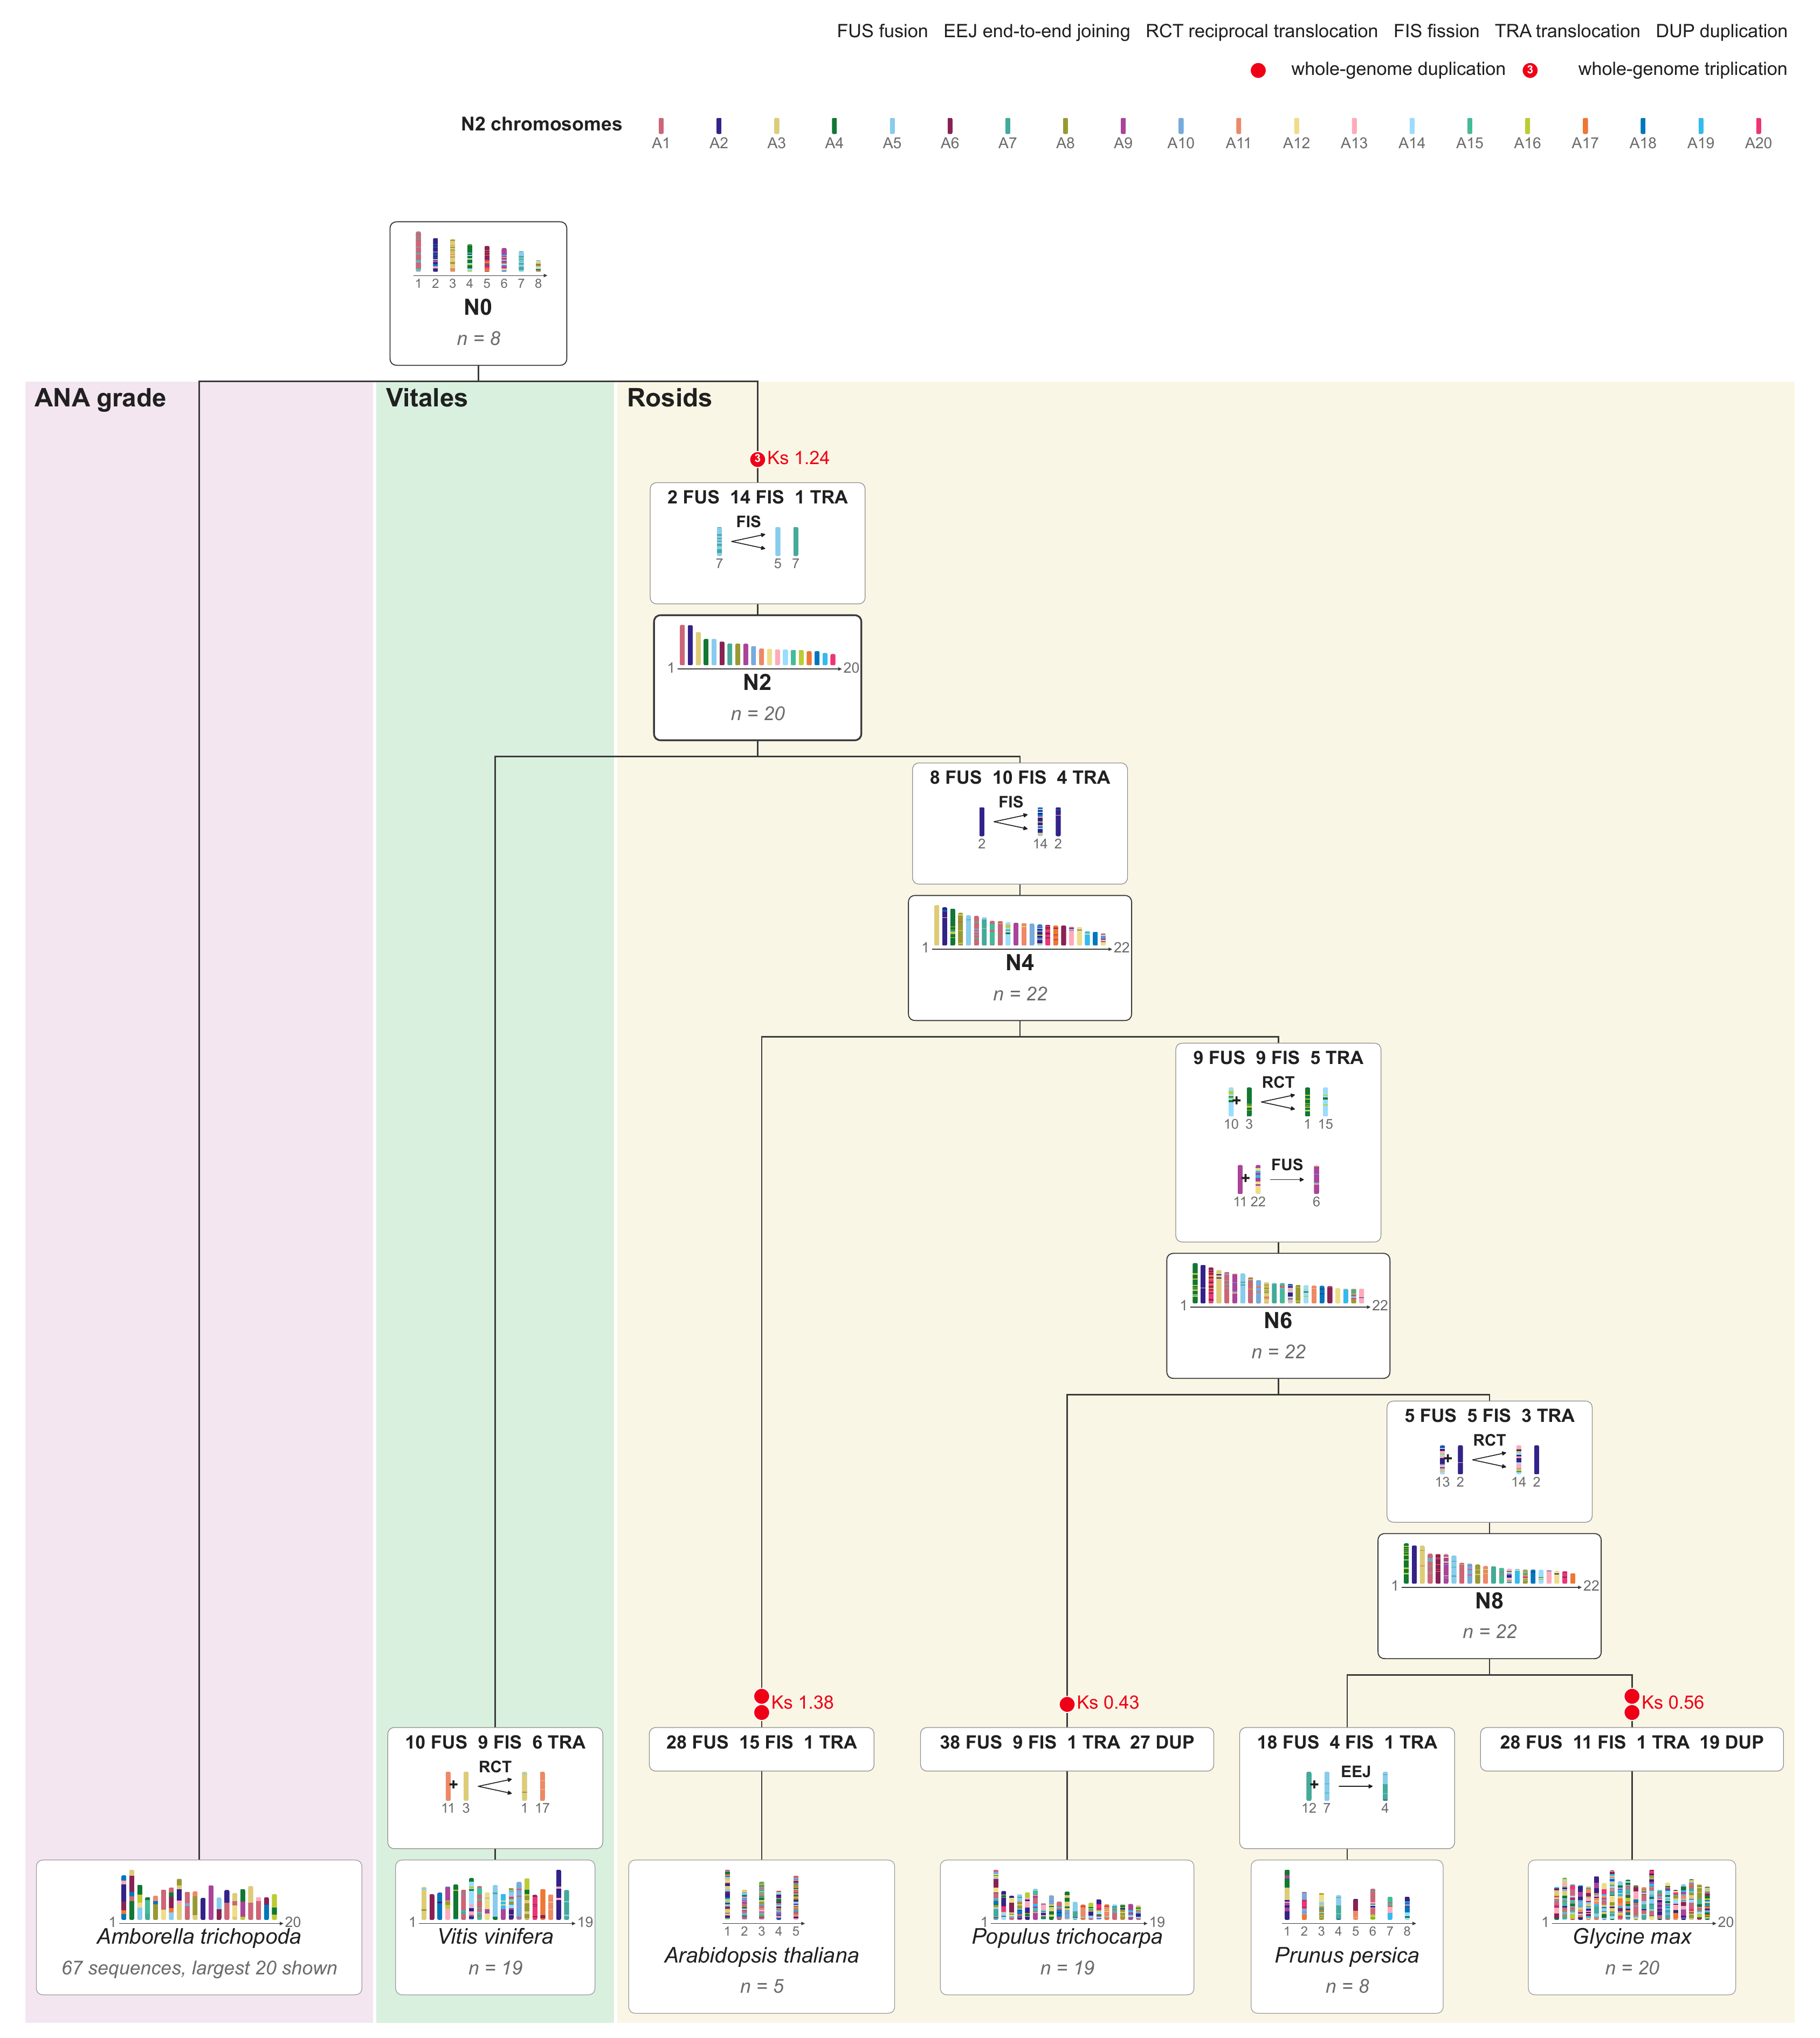 FUS fusion EEJ end-to-end joining RCT reciprocal translocation FIS fission TRA translocation DUP duplication
whole-genome duplication 3 whole-genome triplication
N2 chromosomes
A1 A2 A3 A4 A5 A6 A7 A8 A9 A10 A11 A12 A13 A14 A15 A16 A17 A18 A19 A20
1 2 3 4 5 6 7 8
N0
n = 8
ANA grade Vitales Rosids
3 Ks 1.24
2 FUS 14 FIS 1 TRA
FIS
7 5 7
1 20
N2
n = 20
8 FUS 10 FIS 4 TRA
FIS
2 14 2
1 22
N4
n = 22
9 FUS 9 FIS 5 TRA
RCT
+
10 3 1 15
FUS
+
11 22 6
1 22
N6
n = 22
5 FUS 5 FIS 3 TRA
RCT
+
13 2 14 2
1 22
N8
n = 22
Ks 1.38 Ks 0.43 Ks 0.56
10 FUS 9 FIS 6 TRA 28 FUS 15 FIS 1 TRA 38 FUS 9 FIS 1 TRA 27 DUP 18 FUS 4 FIS 1 TRA 28 FUS 11 FIS 1 TRA 19 DUP
RCT EEJ
+ +
11 3 1 17 12 7 4
1 20 1 19 1 2 3 4 5 1 19 1 2 3 4 5 6 7 8 1 20
Amborella trichopoda Vitis vinifera Arabidopsis thaliana Populus trichocarpa Prunus persica Glycine max
67 sequences, largest 20 shown n = 19 n = 5 n = 19 n = 8 n = 20